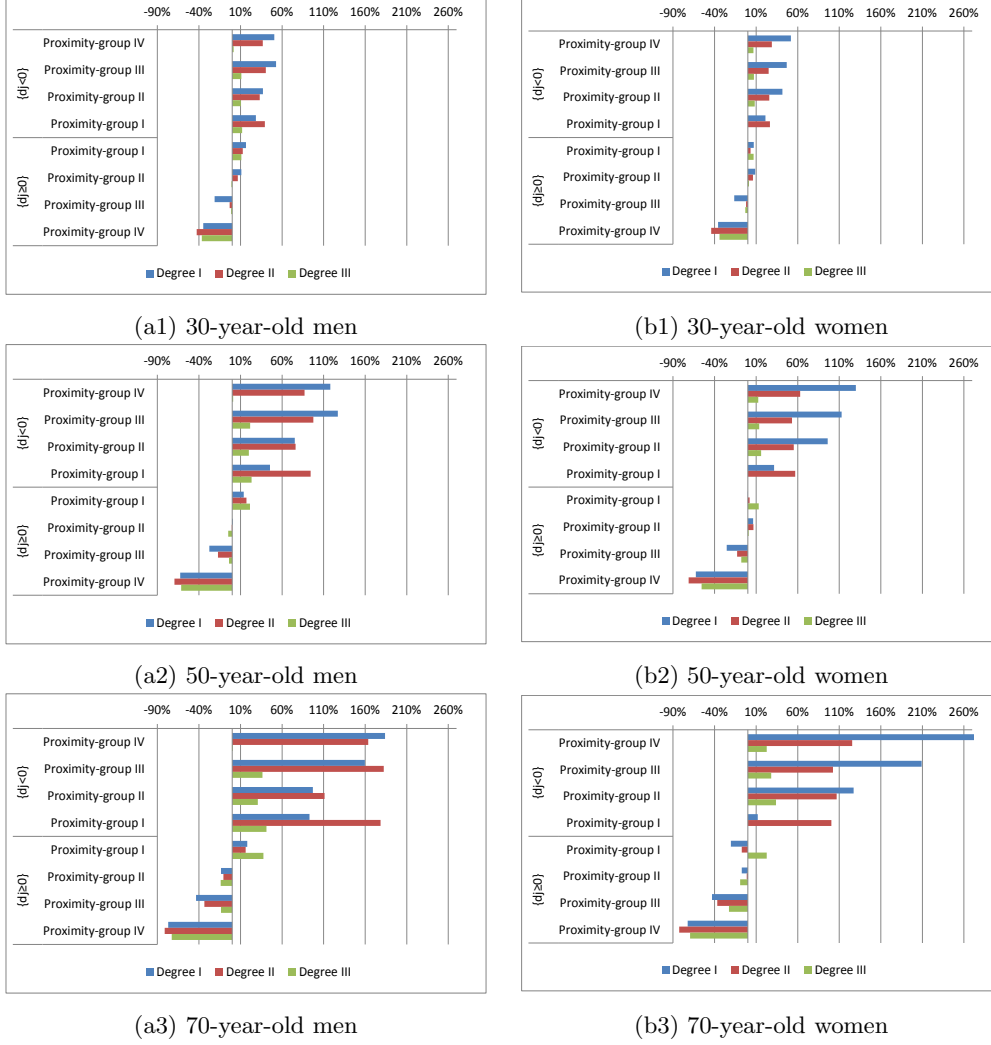 -90% -40% 10% 60% 110% 160% 210% 260%
{dj<0}
Proximity-group IV
Proximity-group III
Proximity-group II
Proximity-group I
{dj≥0}
Proximity-group I
Proximity-group II
Proximity-group III
Proximity-group IV
Degree I Degree II Degree III
(a1) 30-year-old men
-90% -40% 10% 60% 110% 160% 210% 260%
{dj<0}
Proximity-group IV
Proximity-group III
Proximity-group II
Proximity-group I
{dj≥0}
Proximity-group I
Proximity-group II
Proximity-group III
Proximity-group IV
Degree I Degree II Degree III
(b1) 30-year-old women
-90% -40% 10% 60% 110% 160% 210% 260%
{dj<0}
Proximity-group IV
Proximity-group III
Proximity-group II
Proximity-group I
{dj≥0}
Proximity-group I
Proximity-group II
Proximity-group III
Proximity-group IV
Degree I Degree II Degree III
(a2) 50-year-old men
-90% -40% 10% 60% 110% 160% 210% 260%
{dj<0}
Proximity-group IV
Proximity-group III
Proximity-group II
Proximity-group I
{dj≥0}
Proximity-group I
Proximity-group II
Proximity-group III
Proximity-group IV
Degree I Degree II Degree III
(b2) 50-year-old women
-90% -40% 10% 60% 110% 160% 210% 260%
{dj<0}
Proximity-group IV
Proximity-group III
Proximity-group II
Proximity-group I
{dj≥0}
Proximity-group I
Proximity-group II
Proximity-group III
Proximity-group IV
Degree I Degree II Degree III
(a3) 70-year-old men
-90% -40% 10% 60% 110% 160% 210% 260%
{dj<0}
Proximity-group IV
Proximity-group III
Proximity-group II
Proximity-group I
{dj≥0}
Proximity-group I
Proximity-group II
Proximity-group III
Proximity-group IV
Degree I Degree II Degree III
(b3) 70-year-old women